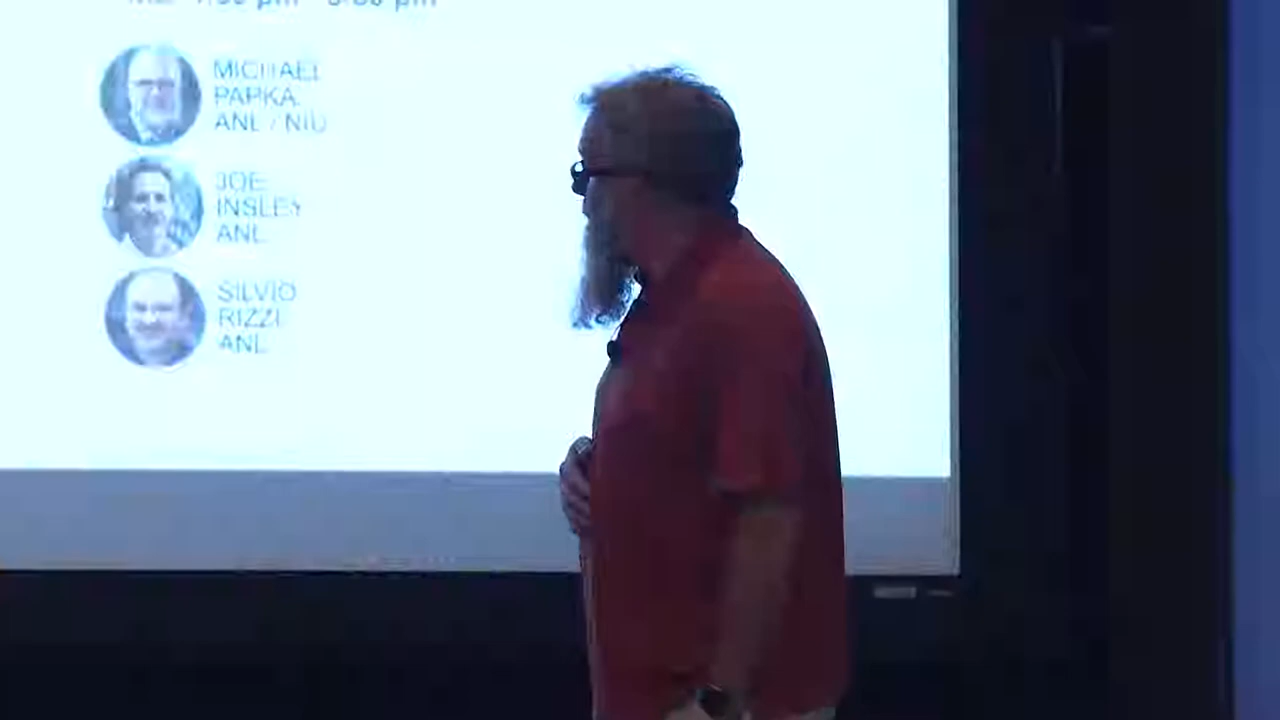 MICHAEL
PAPKA
ANL / NIU
JOE
INSLEY
ANL
SILVIO
RIZZI
ANL